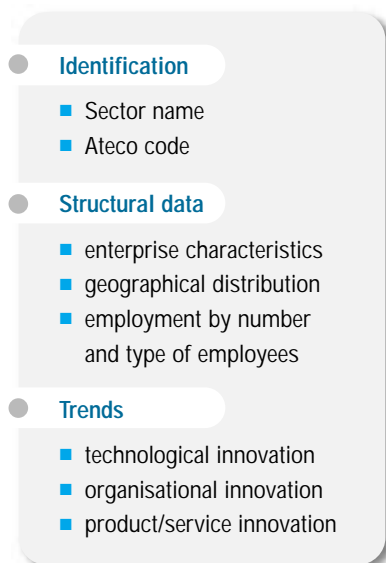 Identification
Sector name
Ateco code
Structural data
enterprise characteristics
geographical distribution
employment by number
and type of employees
Trends
technological innovation
organisational innovation
product/service innovation